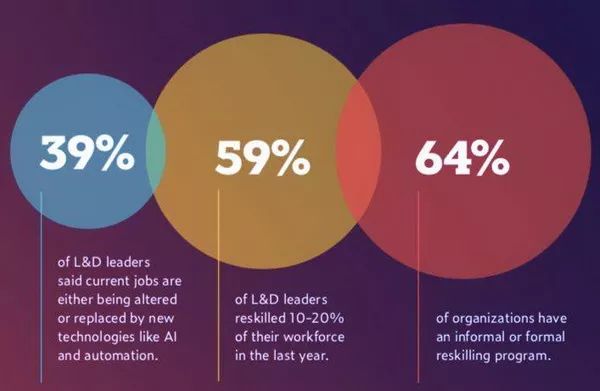 39%
of L&D leaders
said current jobs are
either being altered
or replaced by new
technologies like AI
and automation.
59%
of L&D leaders
reskilled 10-20%
of their workforce
in the last year.
64%
of organizations have
an informal or formal
reskilling program.